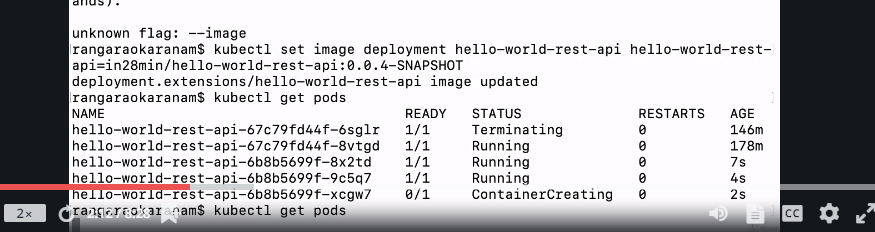 ands).
unknown flag: --image
rangaraokaranam$ kubectl set image deployment hello-world-rest-api hello-world-rest-
api=in28min/hello-world-rest-api:0.0.4-SNAPSHOT
deployment.extensions/hello-world-rest-api image updated
rangaraokaranam$ kubectl get pods
NAME READY STATUS RESTARTS AGE
hello-world-rest-api-67c79fd44f-6sglr 1/1 Terminating 0 146m
hello-world-rest-api-67c79fd44f-8vtgd 1/1 Running 0 178m
hello-world-rest-api-6b8b5699f-8x2td 1/1 Running 0 7s
hello-world-rest-api-6b8b5699f-9c5q7 1/1 Running 0 4s
hello-world-rest-api-6b8b5699f-xcgw7 0/1 ContainerCreating 0 2s
rangaraokaranam$ kubectl get pods
2×
CC